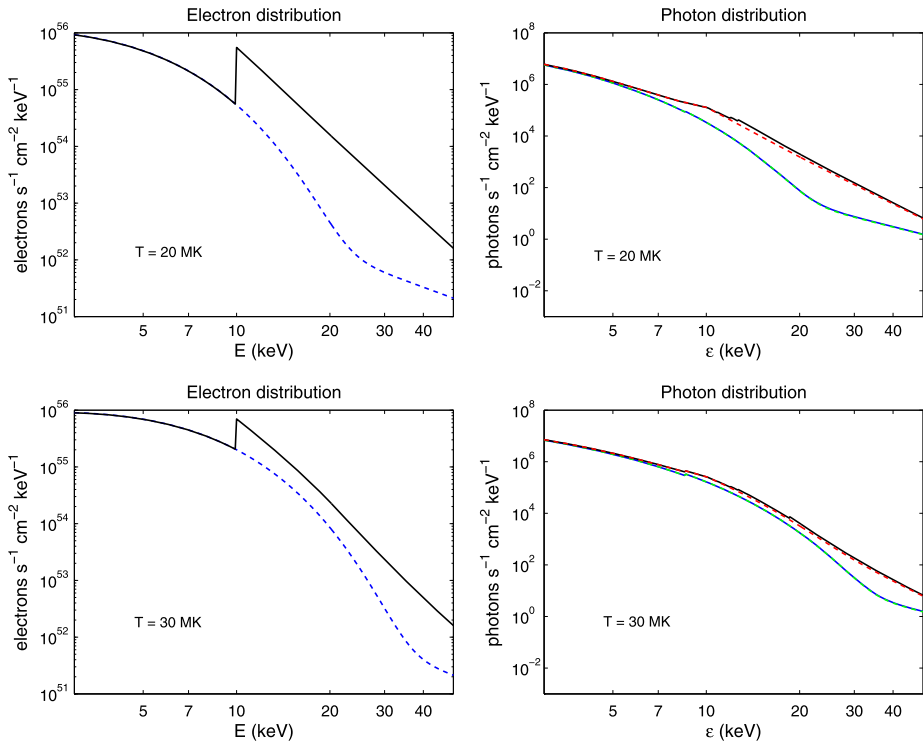 Electron distribution
10^56
10^55
10^54
10^53
10^52
10^51
electrons s^−1 cm^−2 keV^−1
T = 20 MK
5 7 10 20 30 40
E (keV)
Photon distribution
10^8
10^6
10^4
10^2
10^0
10^−2
photons s^−1 cm^−2 keV^−1
T = 20 MK
5 7 10 20 30 40
ε (keV)
Electron distribution
10^56
10^55
10^54
10^53
10^52
10^51
electrons s^−1 cm^−2 keV^−1
T = 30 MK
5 7 10 20 30 40
E (keV)
Photon distribution
10^8
10^6
10^4
10^2
10^0
10^−2
photons s^−1 cm^−2 keV^−1
T = 30 MK
5 7 10 20 30 40
ε (keV)